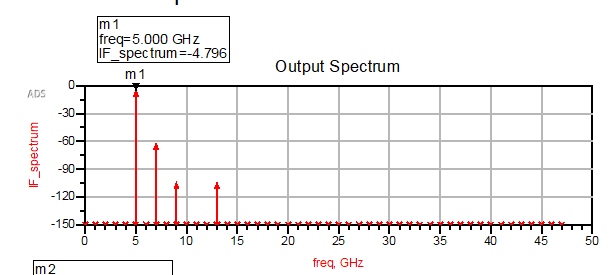 m1
freq=5.000 GHz
IF_spectrum=-4.796
m1
Output Spectrum
ADS
IF_spectrum
0
-30
-60
-90
-120
-150
0 5 10 15 20 25 30 35 40 45 50
freq, GHz
m2